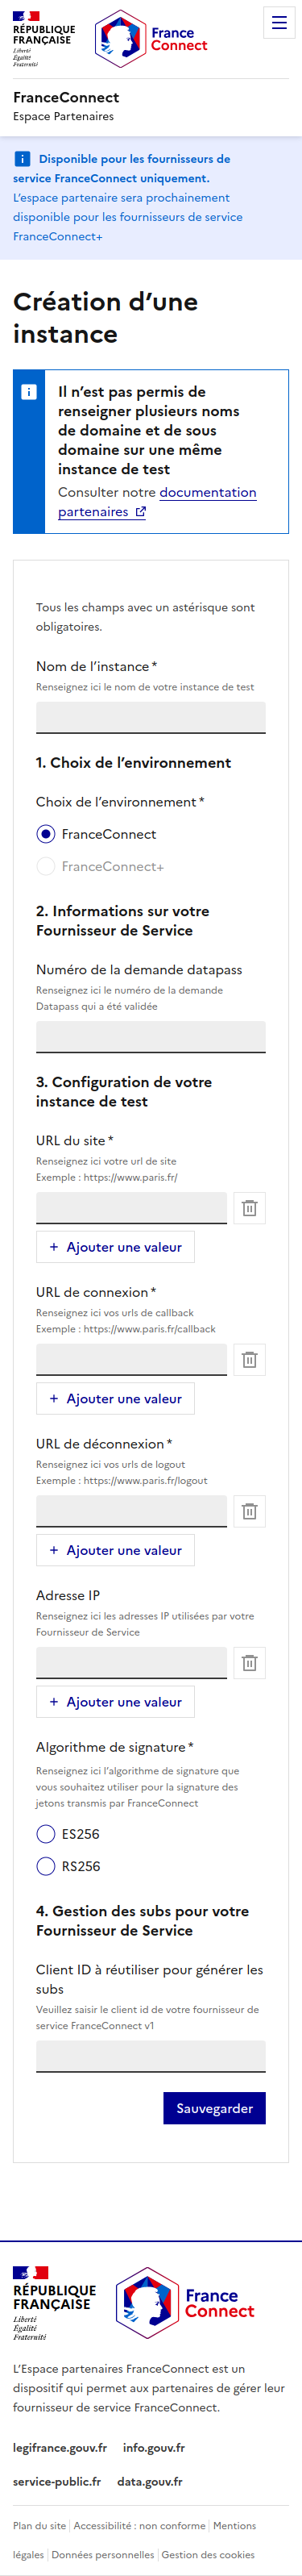 RÉPUBLIQUE
FRANÇAISE
Liberté
Égalité
Fraternité
France
Connect
FranceConnect
Espace Partenaires
Disponible pour les fournisseurs de
service FranceConnect uniquement.
L’espace partenaire sera prochainement
disponible pour les fournisseurs de service
FranceConnect+
Création d’une
instance
Il n’est pas permis de
renseigner plusieurs noms
de domaine et de sous
domaine sur une même
instance de test
Consulter notre documentation
partenaires
Tous les champs avec un astérisque sont
obligatoires.
Nom de l’instance *
Renseignez ici le nom de votre instance de test
1. Choix de l’environnement
Choix de l’environnement *
FranceConnect
FranceConnect+
2. Informations sur votre
Fournisseur de Service
Numéro de la demande datapass
Renseignez ici le numéro de la demande
Datapass qui a été validée
3. Configuration de votre
instance de test
URL du site *
Renseignez ici votre url de site
Exemple : https://www.paris.fr/
+ Ajouter une valeur
URL de connexion *
Renseignez ici vos urls de callback
Exemple : https://www.paris.fr/callback
+ Ajouter une valeur
URL de déconnexion *
Renseignez ici vos urls de logout
Exemple : https://www.paris.fr/logout
+ Ajouter une valeur
Adresse IP
Renseignez ici les adresses IP utilisées par votre
Fournisseur de Service
+ Ajouter une valeur
Algorithme de signature *
Renseignez ici l’algorithme de signature que
vous souhaitez utiliser pour la signature des
jetons transmis par FranceConnect
ES256
RS256
4. Gestion des subs pour votre
Fournisseur de Service
Client ID à réutiliser pour générer les
subs
Veuillez saisir le client id de votre fournisseur de
service FranceConnect v1
Sauvegarder
RÉPUBLIQUE
FRANÇAISE
Liberté
Égalité
Fraternité
France
Connect
L’Espace partenaires FranceConnect est un
dispositif qui permet aux partenaires de gérer leur
fournisseur de service FranceConnect.
legifrance.gouv.fr info.gouv.fr
service-public.fr data.gouv.fr
Plan du site Accessibilité : non conforme Mentions
légales Données personnelles Gestion des cookies